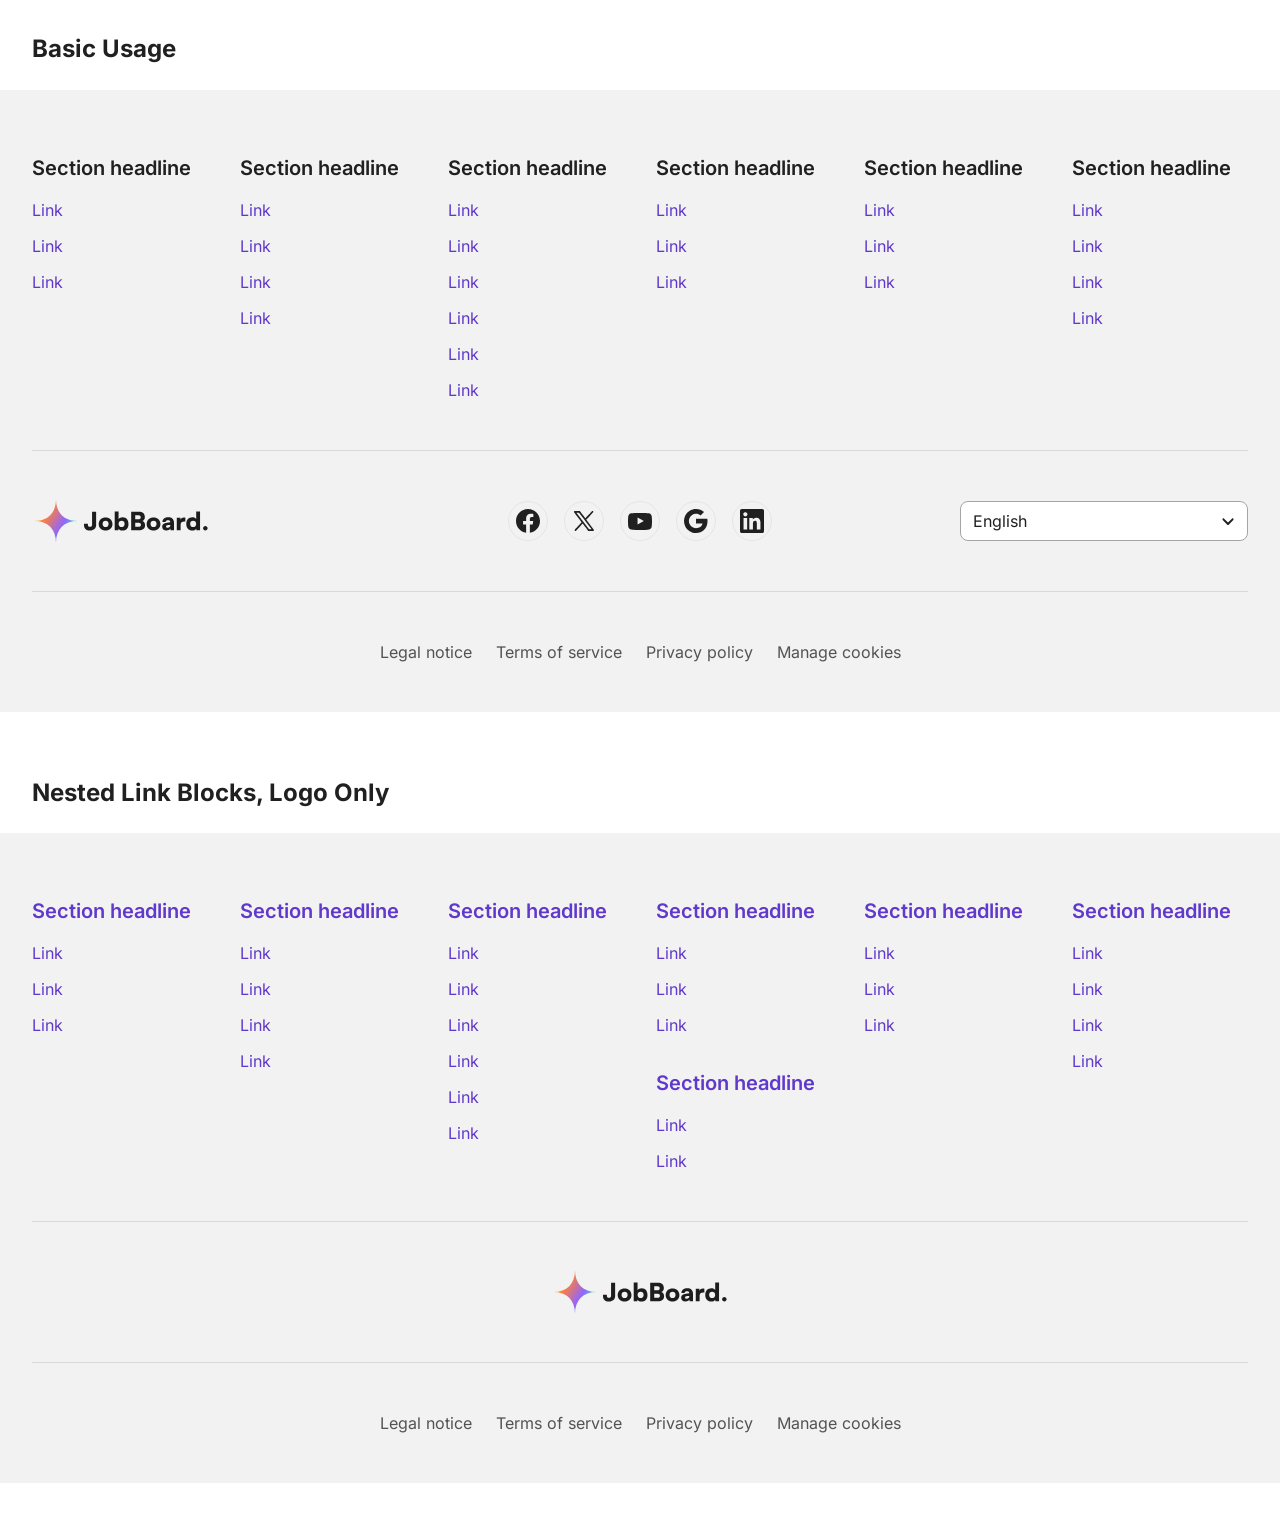 Basic Usage
Section headline
Link
Link
Link
Section headline
Link
Link
Link
Link
Section headline
Link
Link
Link
Link
Link
Link
Section headline
Link
Link
Link
Section headline
Link
Link
Link
Section headline
Link
Link
Link
Link
JobBoard.
English
Legal notice
Terms of service
Privacy policy
Manage cookies
Nested Link Blocks, Logo Only
Section headline
Link
Link
Link
Section headline
Link
Link
Link
Link
Section headline
Link
Link
Link
Link
Link
Link
Section headline
Link
Link
Link
Section headline
Link
Link
Section headline
Link
Link
Link
Section headline
Link
Link
Link
Link
JobBoard.
Legal notice
Terms of service
Privacy policy
Manage cookies